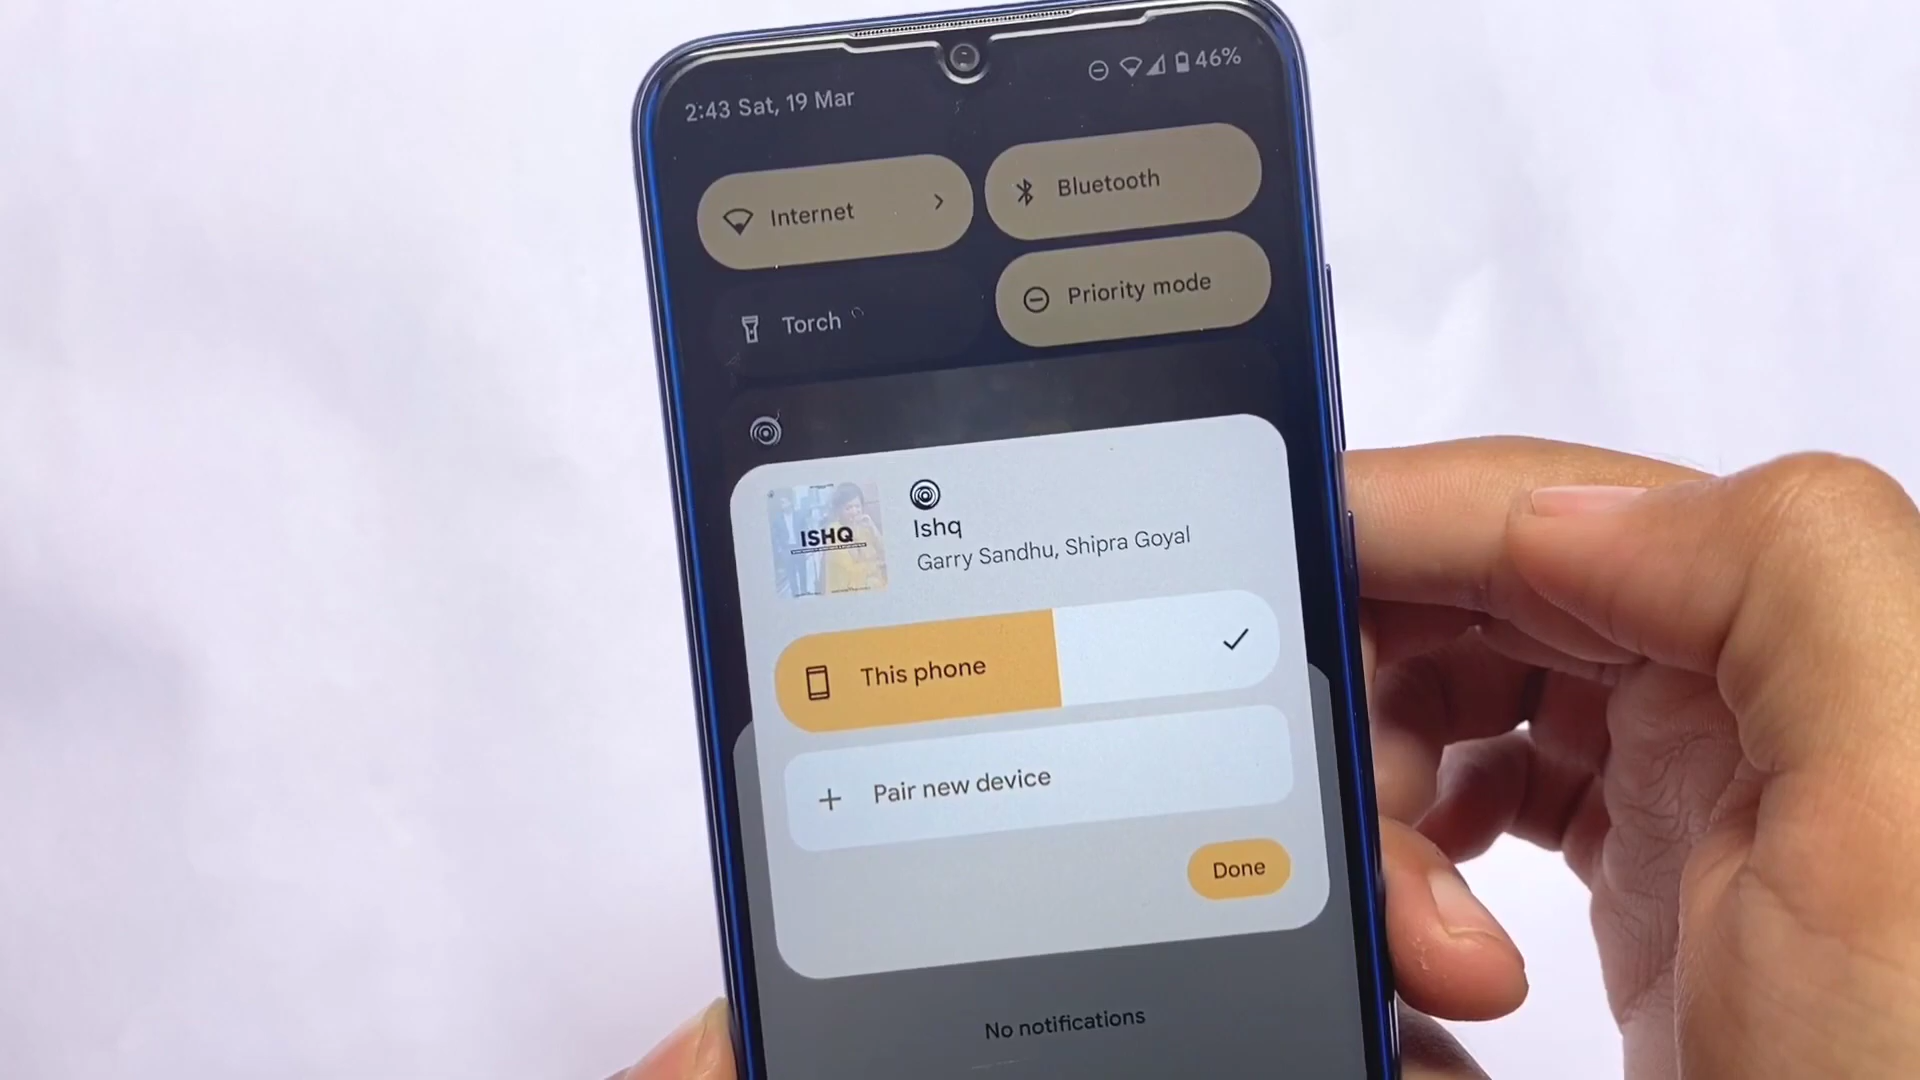 2:43 Sat, 19 Mar
46%
Internet
Bluetooth
Torch
Priority mode
ISHQ
Ishq
Garry Sandhu, Shipra Goyal
This phone
Pair new device
Done
No notifications